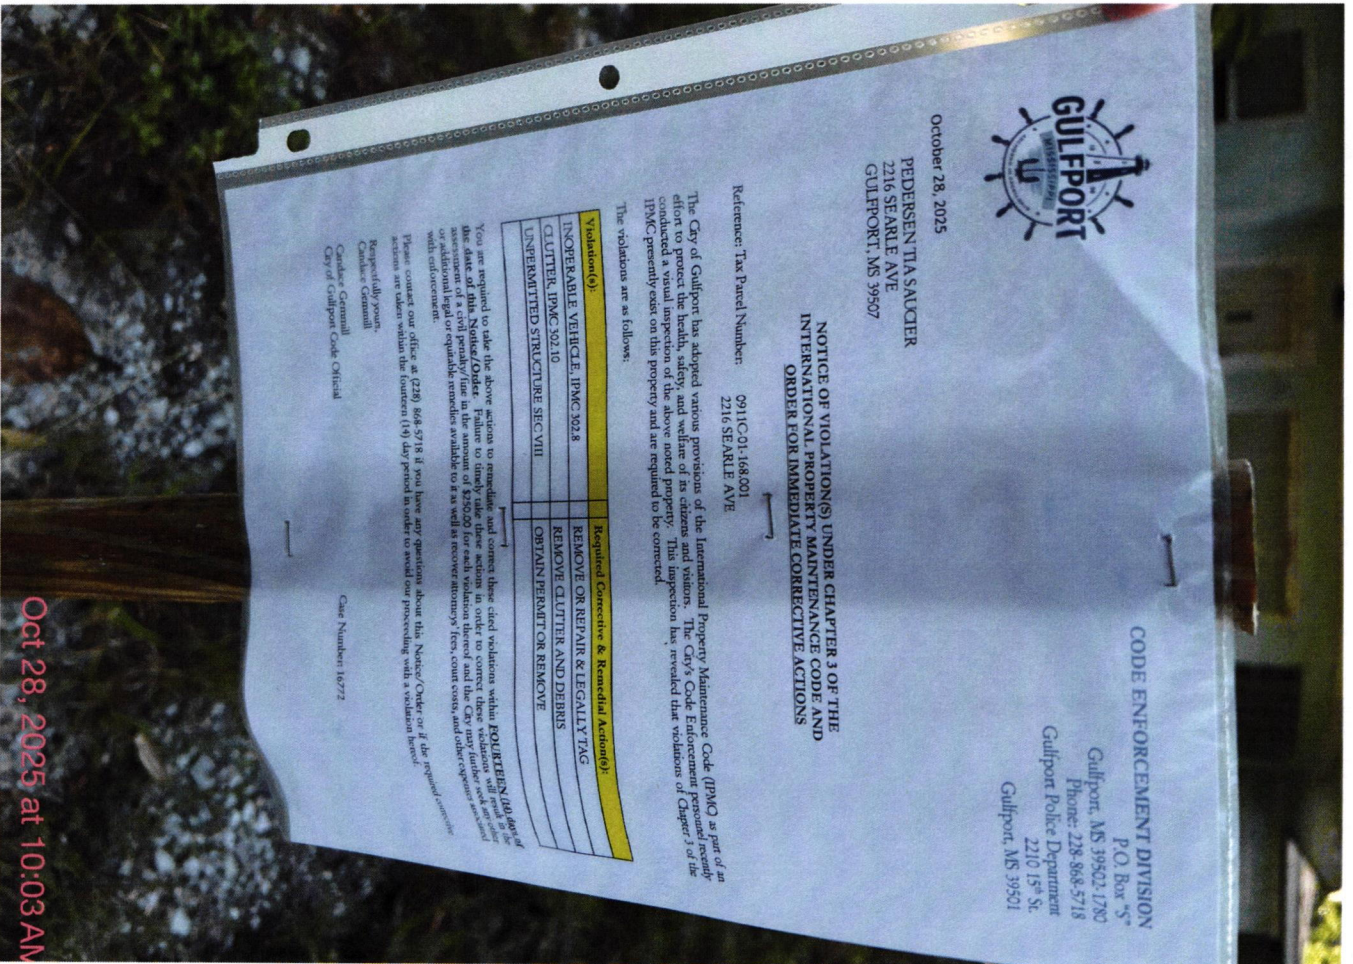 GULFPORT
MISSISSIPPI
CODE ENFORCEMENT DIVISION
P.O. Box "S"
Gulfport, MS 39502-1780
Phone: 228-868-5718
Gulfport Police Department
2210 15th St.
Gulfport, MS 39501
October 28, 2025
PEDERSEN TIA SAUCIER
2216 SEARLE AVE
GULFPORT, MS 39507
NOTICE OF VIOLATION(S) UNDER CHAPTER 3 OF THE
INTERNATIONAL PROPERTY MAINTENANCE CODE AND
ORDER FOR IMMEDIATE CORRECTIVE ACTIONS
Reference: Tax Parcel Number: 0911C-01-168.001
2216 SEARLE AVE
The City of Gulfport has adopted various provisions of the International Property Maintenance Code (IPMC) as part of an
effort to protect the health, safety, and welfare of its citizens and visitors. The City's Code Enforcement personnel recently
conducted a visual inspection of the above noted property. This inspection has revealed that violations of Chapter 3 of the
IPMC presently exist on this property and are required to be corrected.
The violations are as follows:
Violation(s): Required Corrective & Remedial Action(s):
INOPERABLE VEHICLE, IPMC 302.8 REMOVE OR REPAIR & LEGALLY TAG
CLUTTER, IPMC 302.10 REMOVE CLUTTER AND DEBRIS
UNPERMITTED STRUCTURE SEC VIII OBTAIN PERMIT OR REMOVE
You are required to take the above actions to remediate and correct these cited violations within FOURTEEN (14) days of
the date of this Notice/Order. Failure to timely take these actions in order to correct these violations will result in the
assessment of a civil penalty/fine in the amount of $250.00 for each violation thereof and the City may further seek any other
or additional legal or equitable remedies available to it as well as recover attorneys' fees, court costs, and other expenses associated
with enforcement.
Please contact our office at (228) 868-5718 if you have any questions about this Notice/Order or if the required corrective
actions are taken within the fourteen (14) day period in order to avoid our proceeding with a violation hereof.
Respectfully yours,
Candace Gemmill
Candace Gemmill
City of Gulfport Code Official
Case Number: 16772
Oct 28, 2025 at 10:03 AM